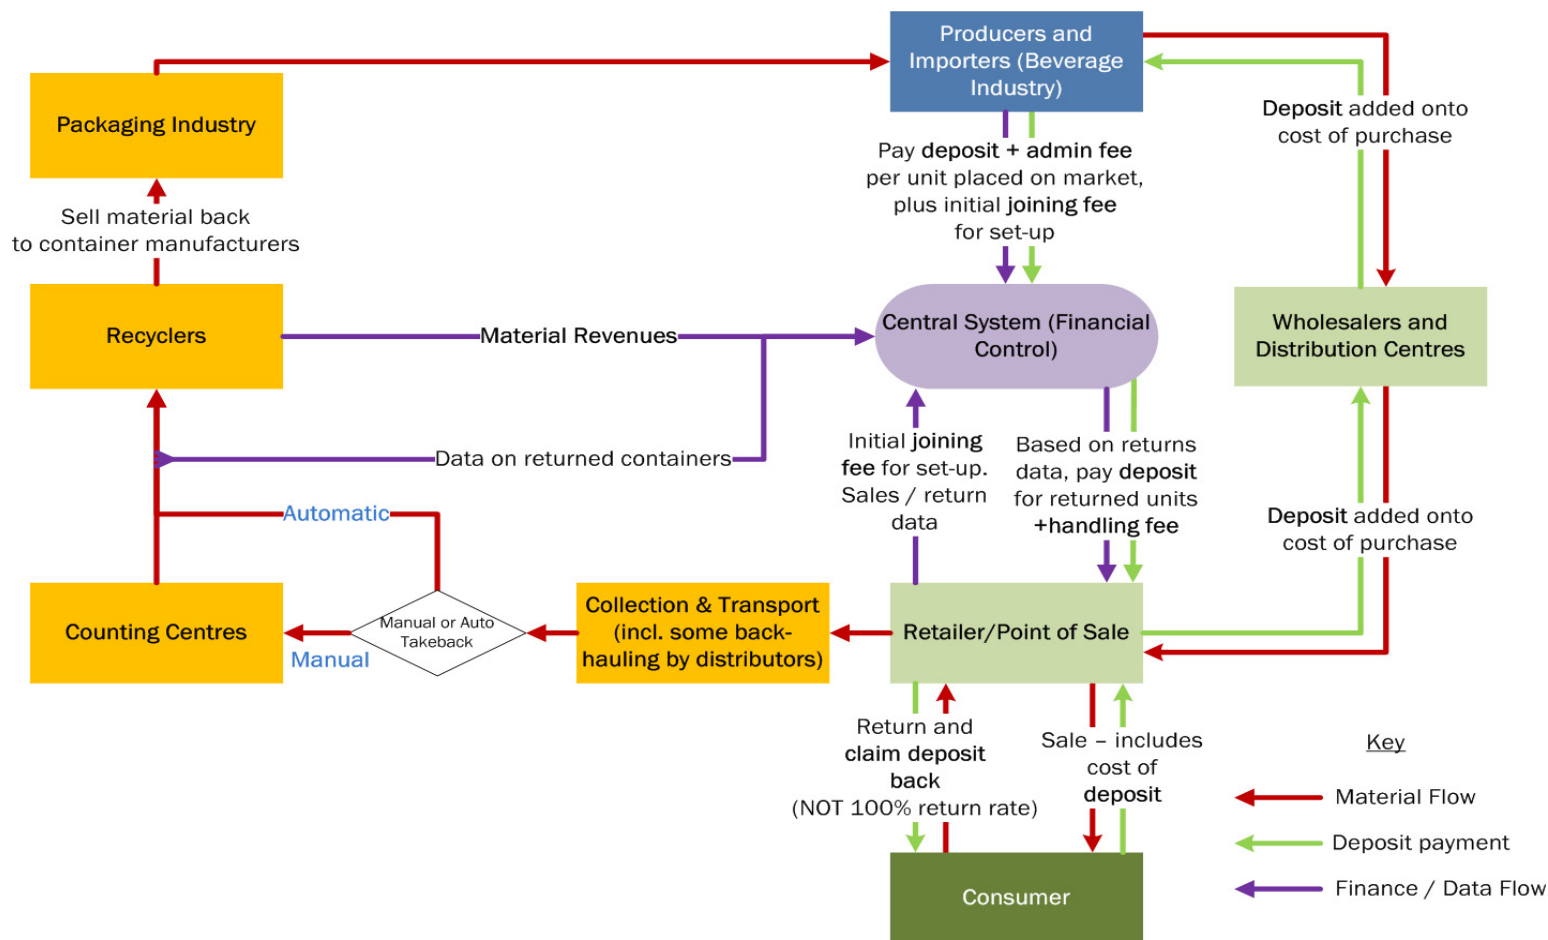 Producers and
Importers (Beverage
Industry)
Packaging Industry
Deposit added onto
cost of purchase
Pay deposit + admin fee
per unit placed on market,
plus initial joining fee
for set-up
Sell material back
to container manufacturers
Recyclers
Material Revenues
Central System (Financial
Control)
Wholesalers and
Distribution Centres
Data on returned containers
Initial joining
fee for set-up.
Sales / return
data
Based on returns
data, pay deposit
for returned units
+handling fee
Automatic
Deposit added onto
cost of purchase
Counting Centres
Manual or Auto
Takeback
Manual
Collection & Transport
(incl. some back-
hauling by distributors)
Retailer/Point of Sale
Return and
claim deposit
back
(NOT 100% return rate)
Sale – includes
cost of
deposit
Key
Material Flow
Deposit payment
Finance / Data Flow
Consumer